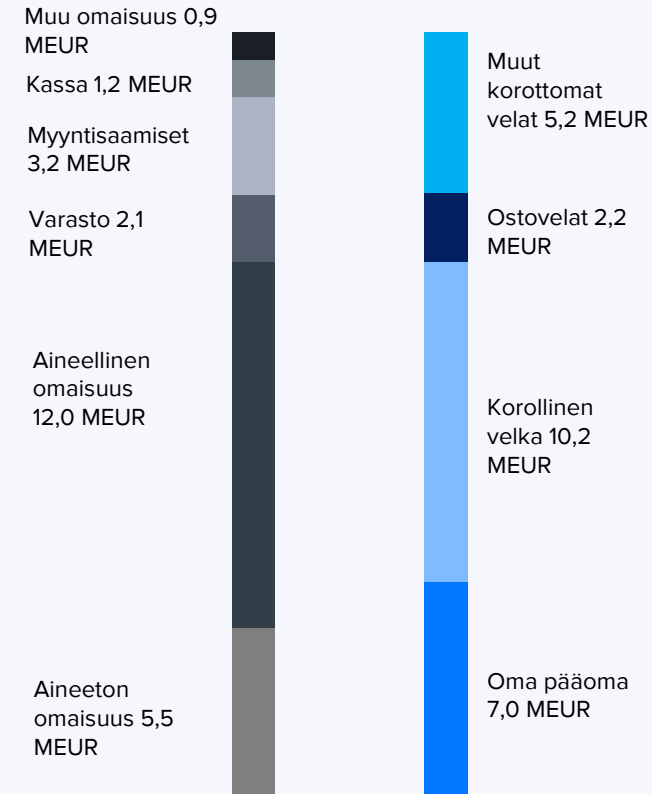 Muu omaisuus 0,9
MEUR
Kassa 1,2 MEUR
Myyntisaamiset
3,2 MEUR
Varasto 2,1
MEUR
Aineellinen
omaisuus
12,0 MEUR
Aineeton
omaisuus 5,5
MEUR
Muut
korottomat
velat 5,2 MEUR
Ostovelat 2,2
MEUR
Korollinen
velka 10,2
MEUR
Oma pääoma
7,0 MEUR